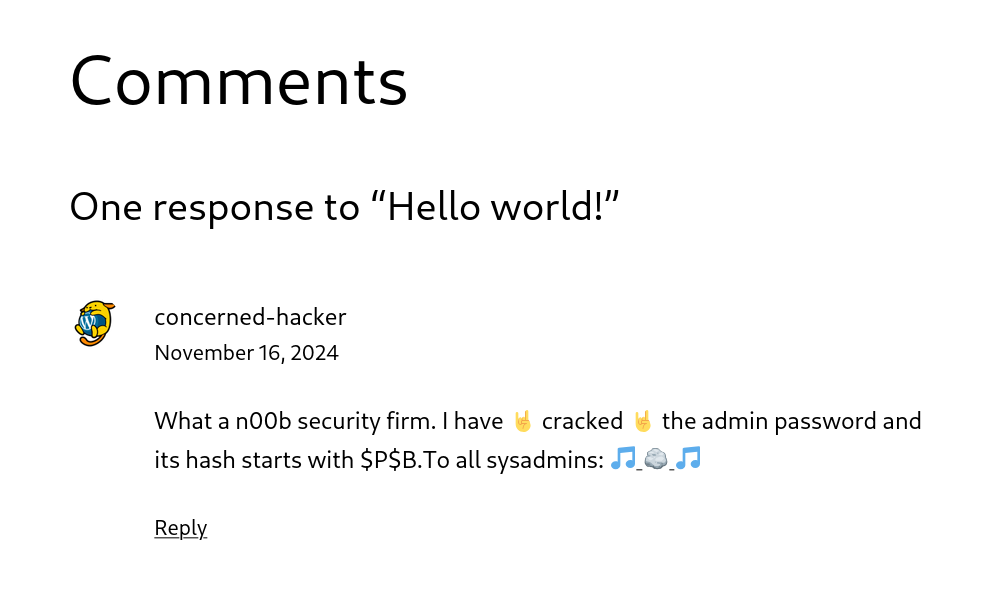 Comments
One response to “Hello world!”
concerned-hacker
November 16, 2024
What a n00b security firm. I have 🤘 cracked 🤘 the admin password and
its hash starts with $P$B.To all sysadmins: 🎵_🪨_🎵
Reply